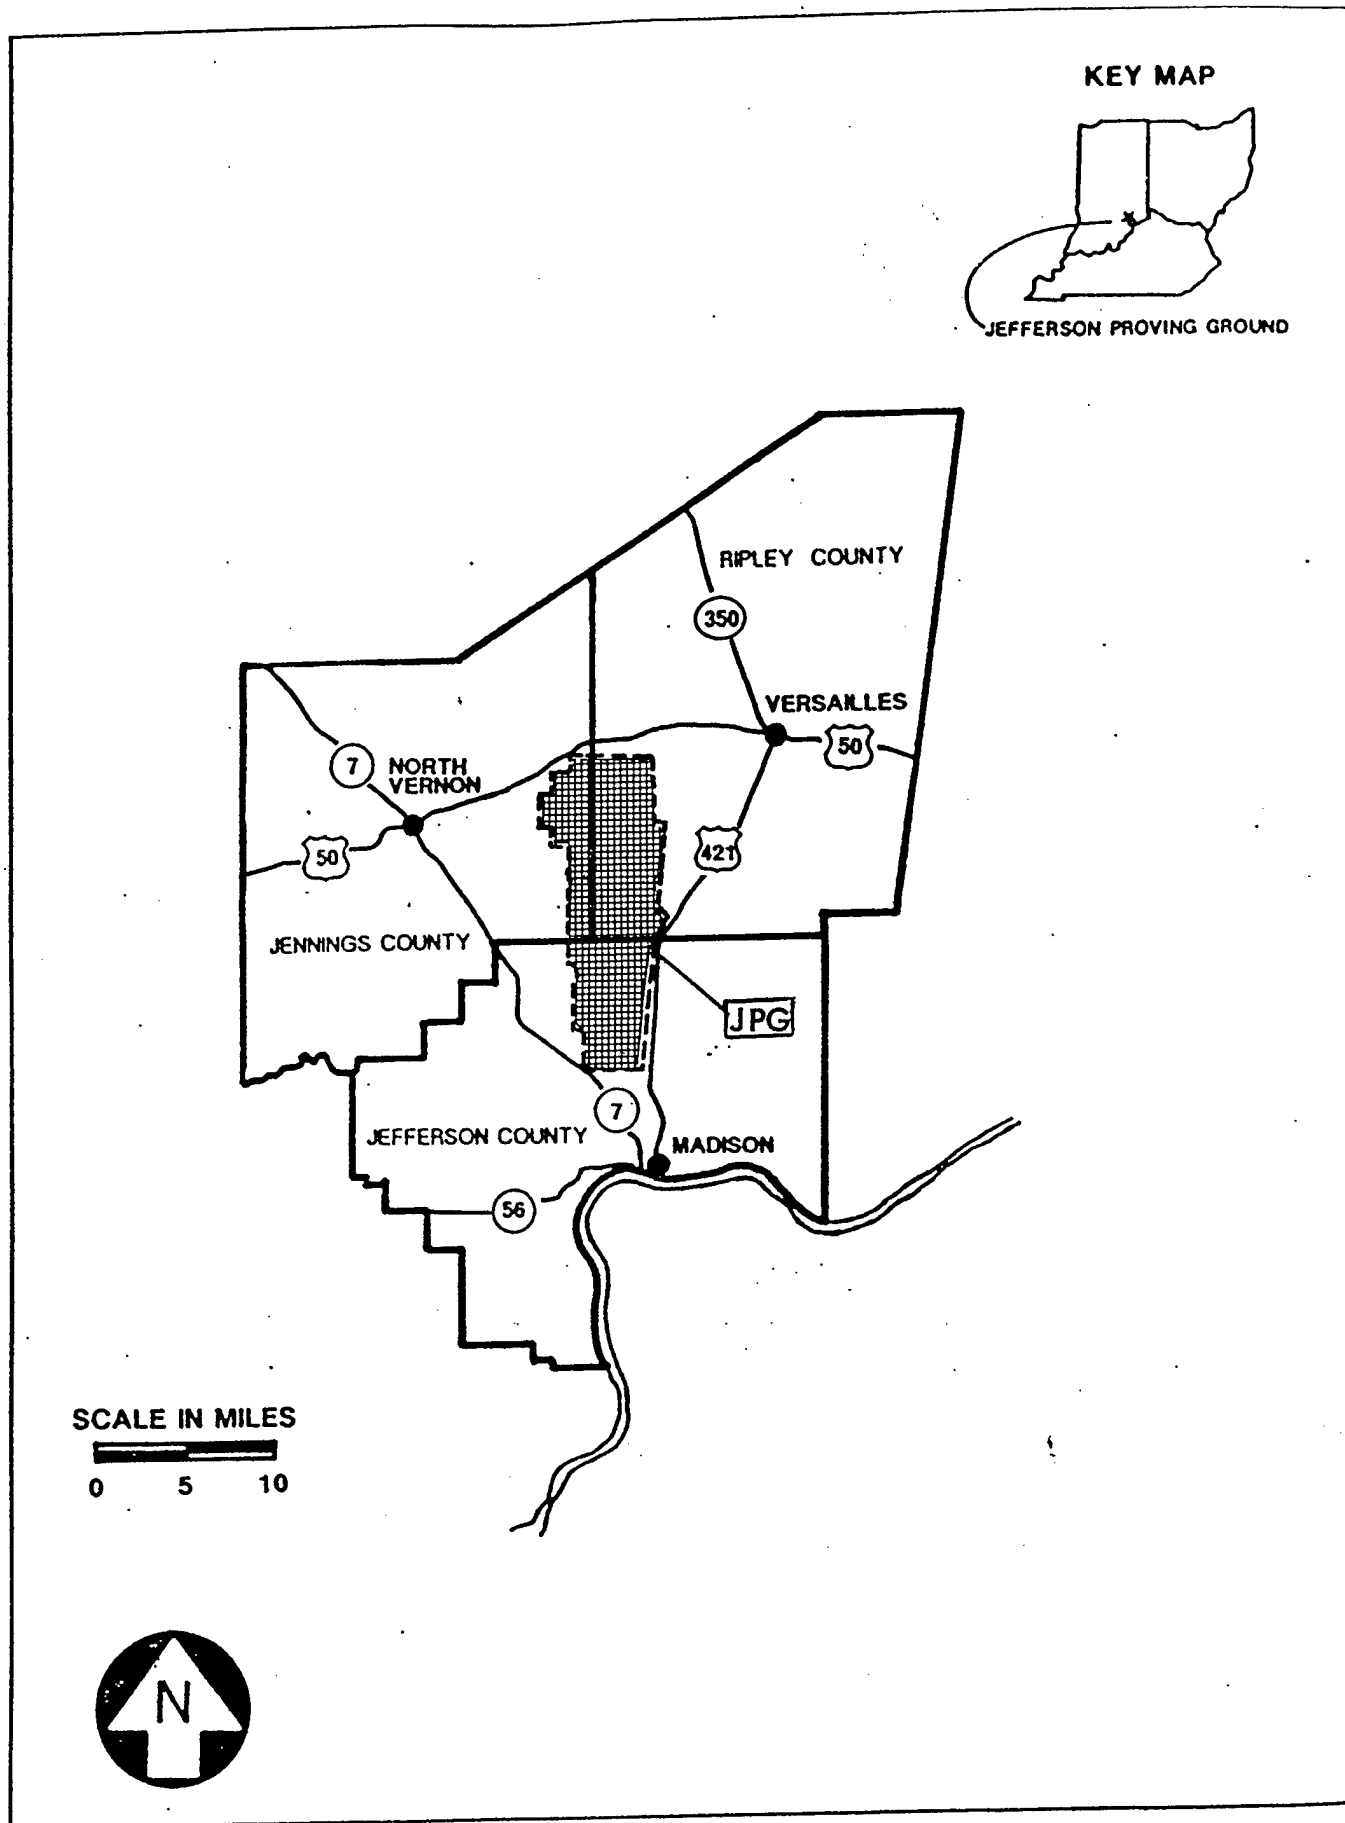 KEY MAP
JEFFERSON PROVING GROUND
RIPLEY COUNTY
350
VERSAILLES
50
7
NORTH
VERNON
50
421
JENNINGS COUNTY
JPG
7
JEFFERSON COUNTY
MADISON
56
SCALE IN MILES
0 5 10
N